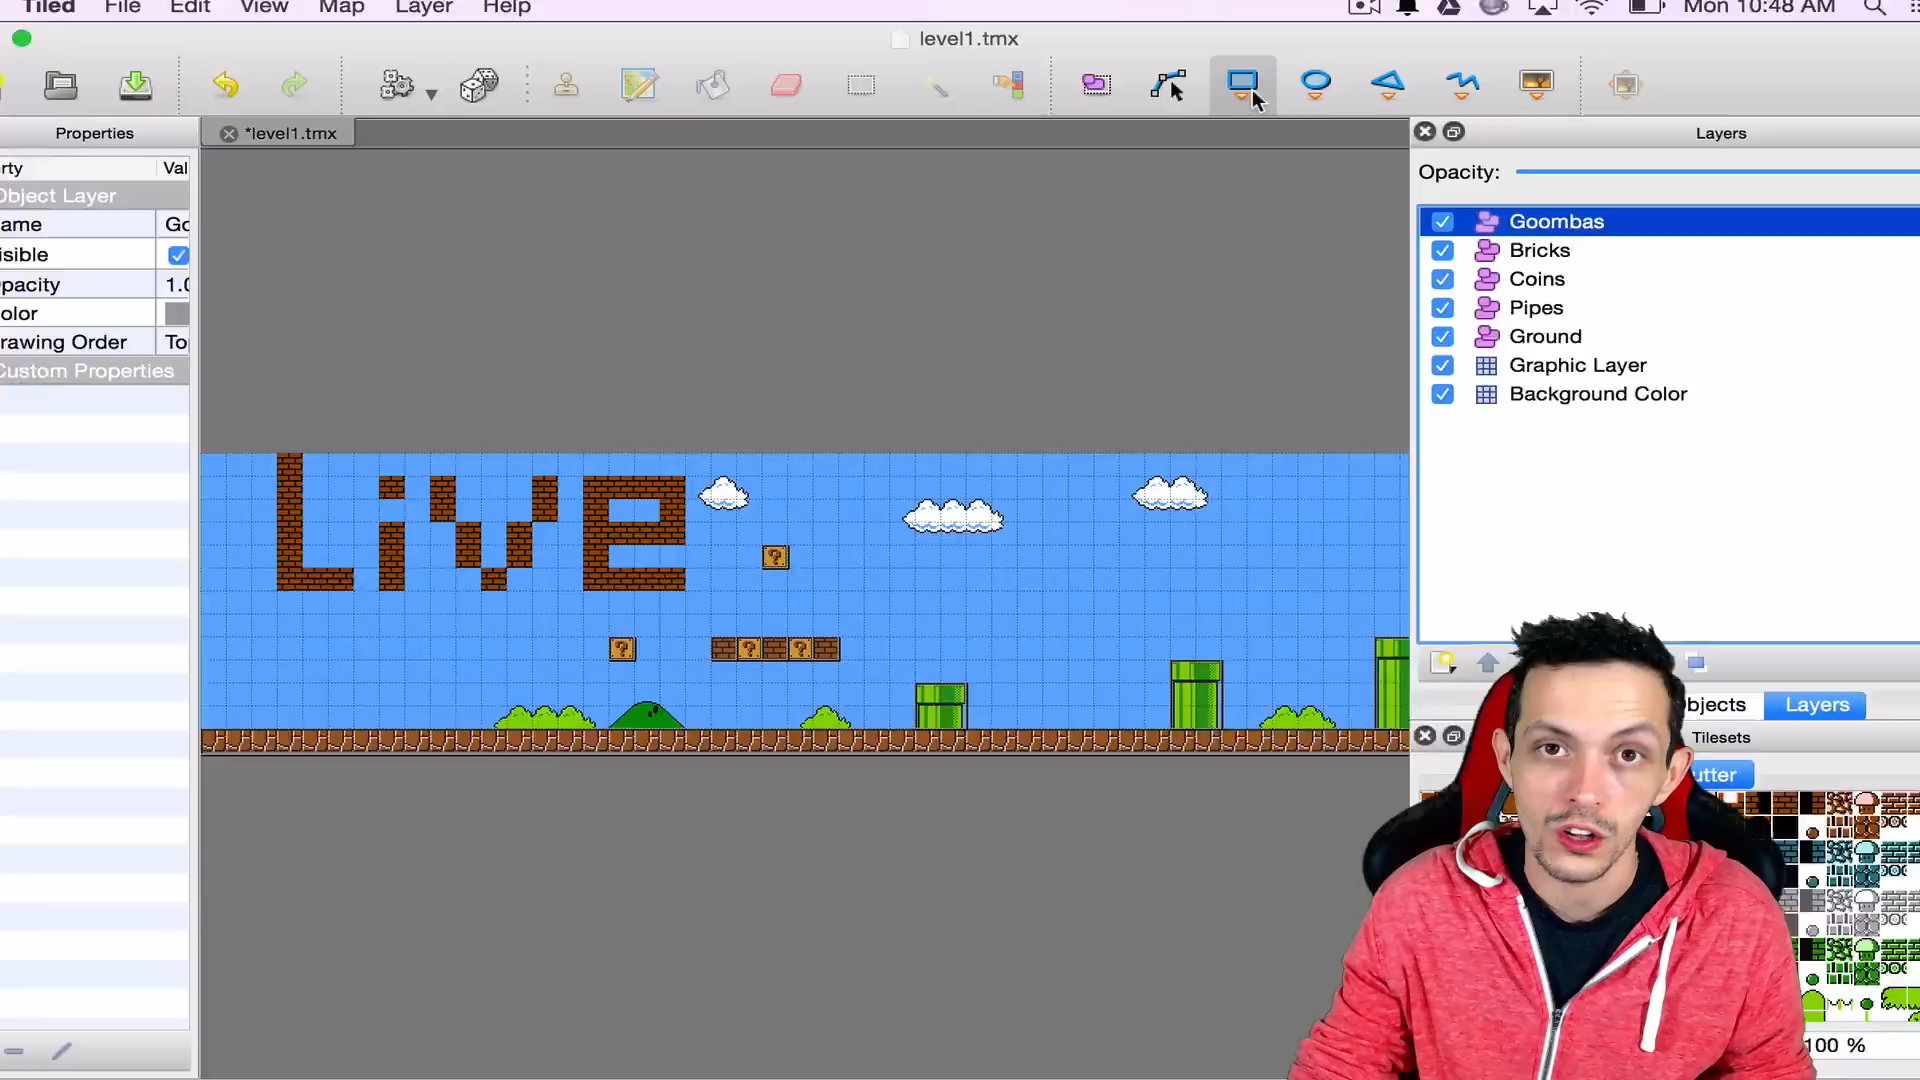 Tiled File Edit View Map Layer Help Mon 10:48 AM
level1.tmx
Properties
*level1.tmx
Layers
rty Val
Object Layer
ame Go
isible
pacity 1.0
olor
rawing Order To
Custom Properties
Opacity:
Goombas
Bricks
Coins
Pipes
Ground
Graphic Layer
Background Color
Live
?
? ? ?
bjects Layers
Tilesets
utter
100 %